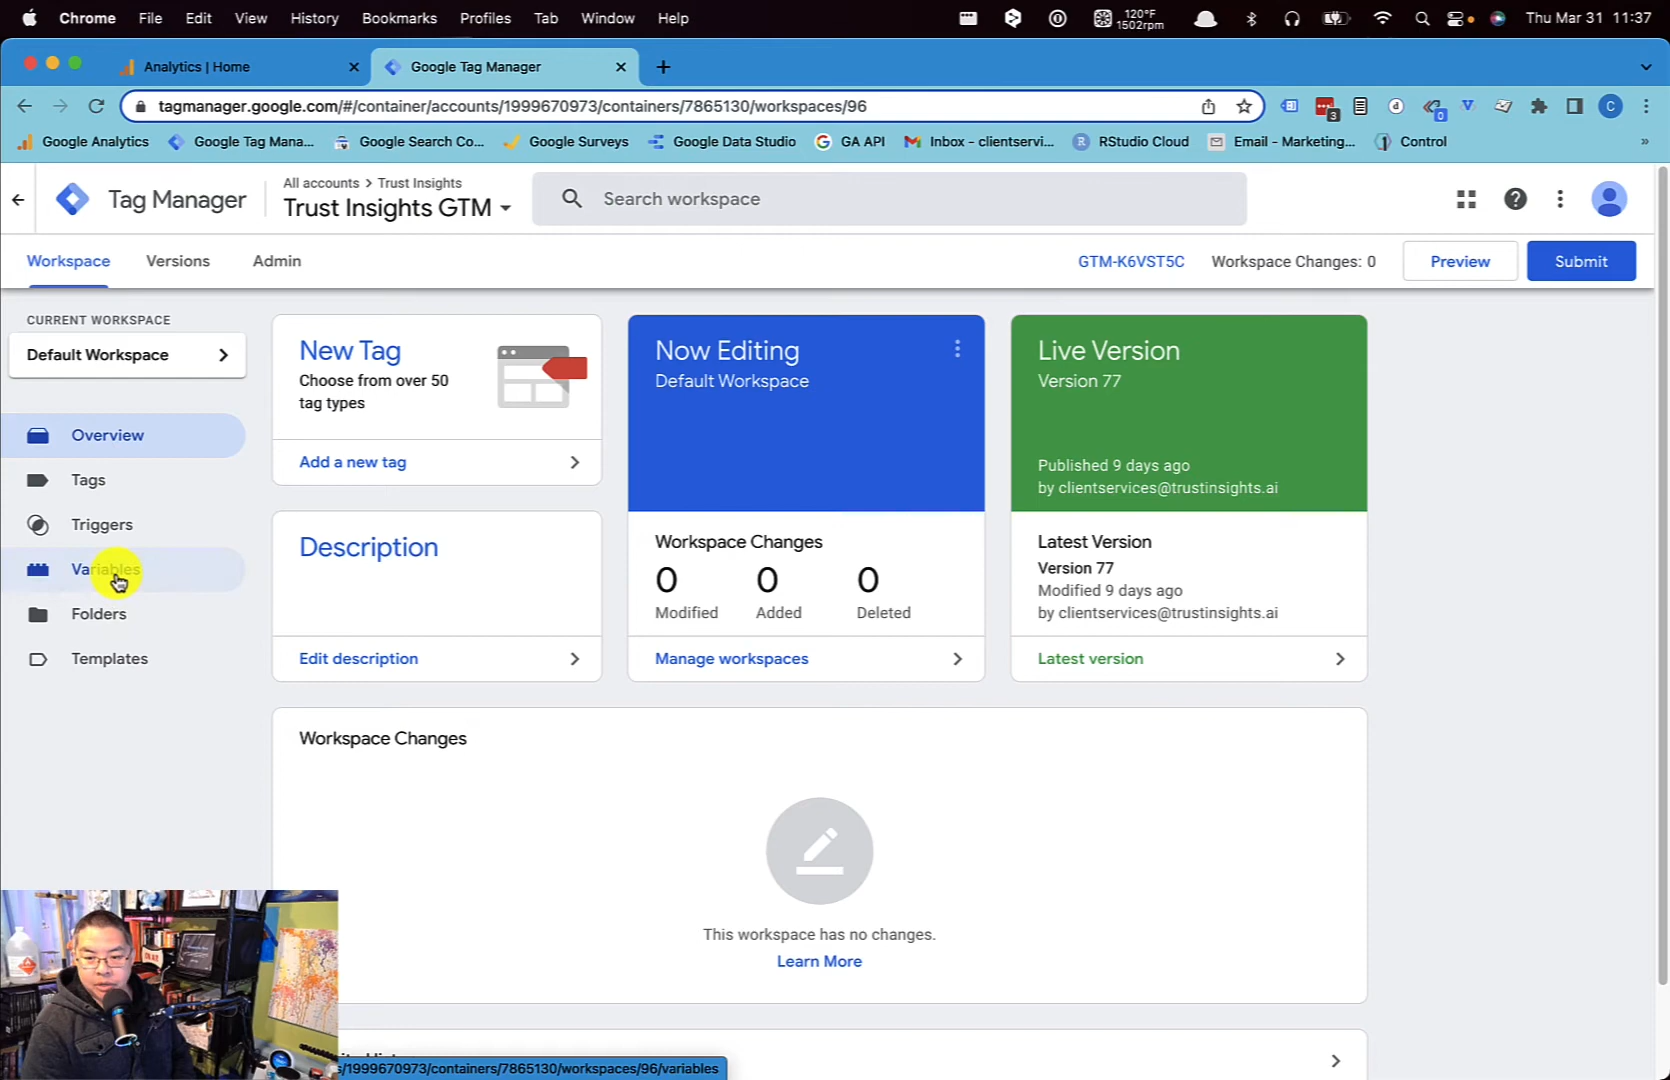 Chrome File Edit View History Bookmarks Profiles Tab Window Help 120°F 1502rpm Thu Mar 31 11:37
Analytics | Home Google Tag Manager
tagmanager.google.com/#/container/accounts/1999670973/containers/7865130/workspaces/96 3 0 C
Google Analytics Google Tag Mana... Google Search Co... Google Surveys Google Data Studio GA API Inbox - clientservi... RStudio Cloud Email - Marketing... Control »
All accounts > Trust Insights
Tag Manager Trust Insights GTM Search workspace
Workspace Versions Admin GTM-K6VST5C Workspace Changes: 0 Preview Submit
CURRENT WORKSPACE
Default Workspace
Overview
Tags
Triggers
Variables
Folders
Templates
New Tag
Choose from over 50
tag types
Add a new tag
Description
Edit description
Now Editing
Default Workspace
Workspace Changes
0 0 0
Modified Added Deleted
Manage workspaces
Live Version
Version 77
Published 9 days ago
by clientservices@trustinsights.ai
Latest Version
Version 77
Modified 9 days ago
by clientservices@trustinsights.ai
Latest version
Workspace Changes
This workspace has no changes.
Learn More
/1999670973/containers/7865130/workspaces/96/variables